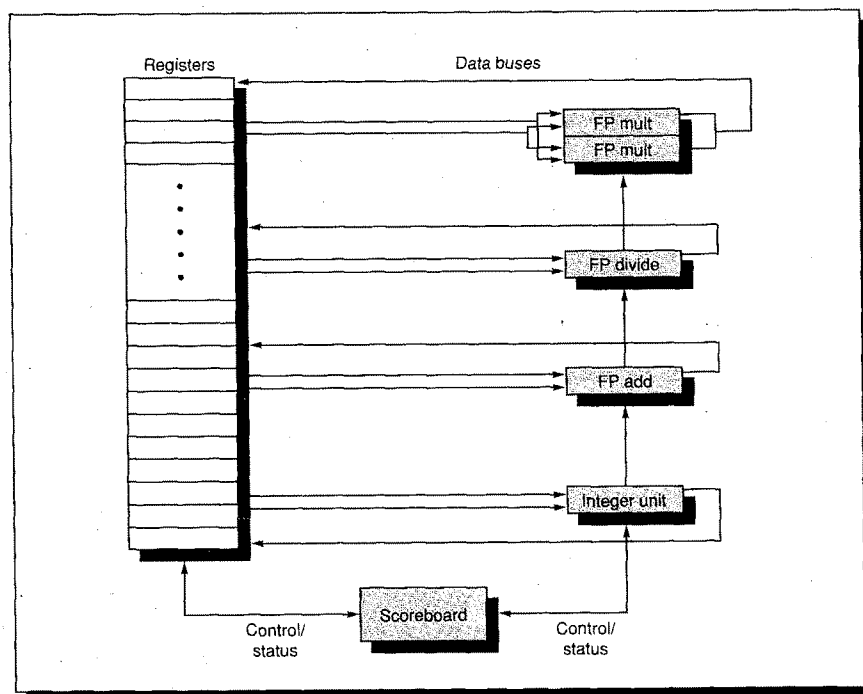 Registers
Data buses
FP mult
FP mult
FP divide
FP add
Integer unit
Scoreboard
Control/
status
Control/
status